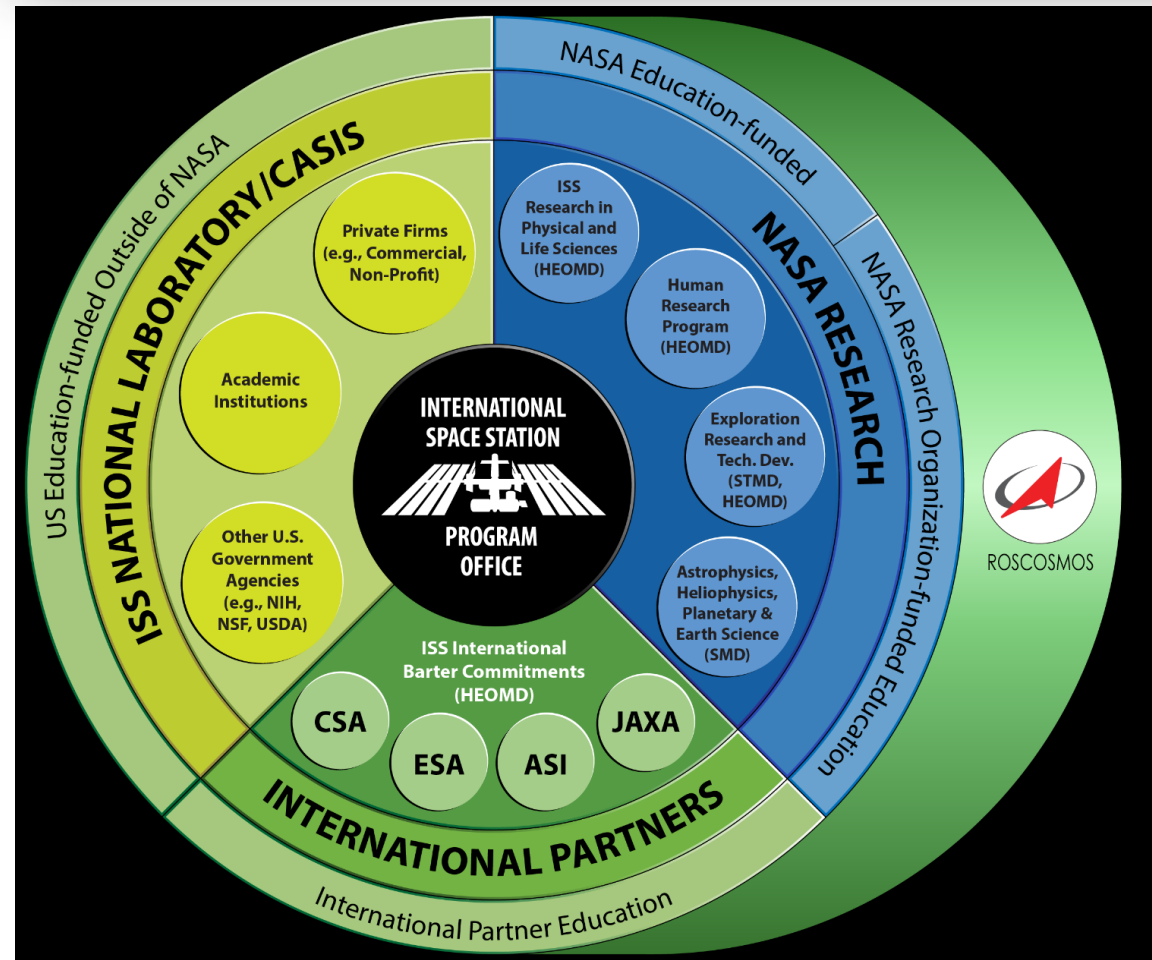 US Education-funded Outside of NASA
ISS NATIONAL LABORATORY/CASIS
Private Firms
(e.g., Commercial,
Non-Profit)
Academic
Institutions
Other U.S.
Government
Agencies
(e.g., NIH,
NSF, USDA)
NASA Education-funded
NASA Research Organization-funded Education
NASA RESEARCH
ISS
Research in
Physical and
Life Sciences
(HEOMD)
Human
Research
Program
(HEOMD)
Exploration
Research and
Tech. Dev.
(STMD,
HEOMD)
Astrophysics,
Heliophysics,
Planetary &
Earth Science
(SMD)
INTERNATIONAL
SPACE STATION
PROGRAM
OFFICE
ISS International
Barter Commitments
(HEOMD)
CSA
ESA
ASI
JAXA
INTERNATIONAL PARTNERS
International Partner Education
ROSCOSMOS